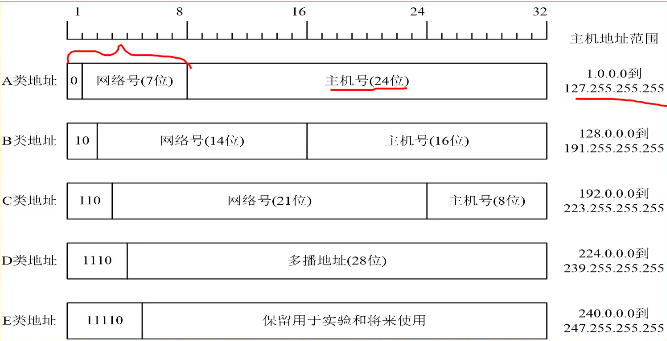 1 8 16 24 32
主机地址范围
A类地址 0 网络号(7位) 主机号(24位) 1.0.0.0到
127.255.255.255
B类地址 10 网络号(14位) 主机号(16位) 128.0.0.0到
191.255.255.255
C类地址 110 网络号(21位) 主机号(8位) 192.0.0.0到
223.255.255.255
D类地址 1110 多播地址(28位) 224.0.0.0到
239.255.255.255
E类地址 11110 保留用于实验和将来使用 240.0.0.0到
247.255.255.255